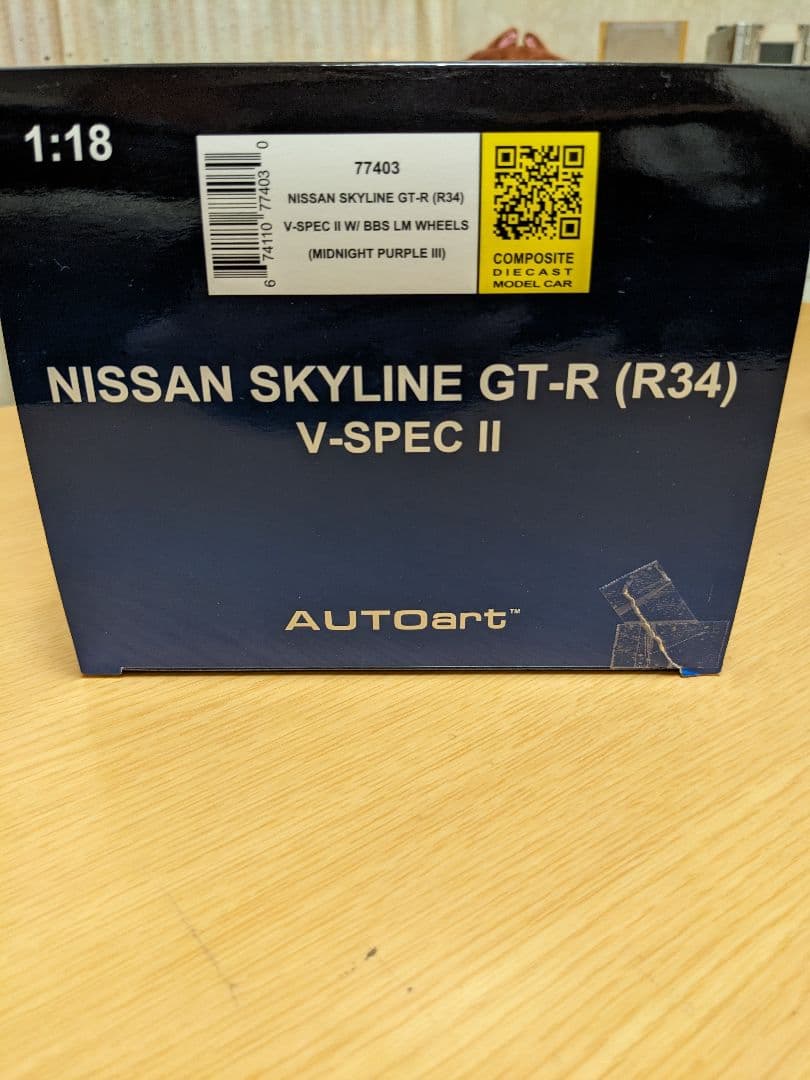 1:18
6 74110 77403 0
77403
NISSAN SKYLINE GT-R (R34)
V-SPEC II W/ BBS LM WHEELS
(MIDNIGHT PURPLE III)
COMPOSITE
DIECAST
MODEL CAR
NISSAN SKYLINE GT-R (R34)
V-SPEC II
AUTOart™